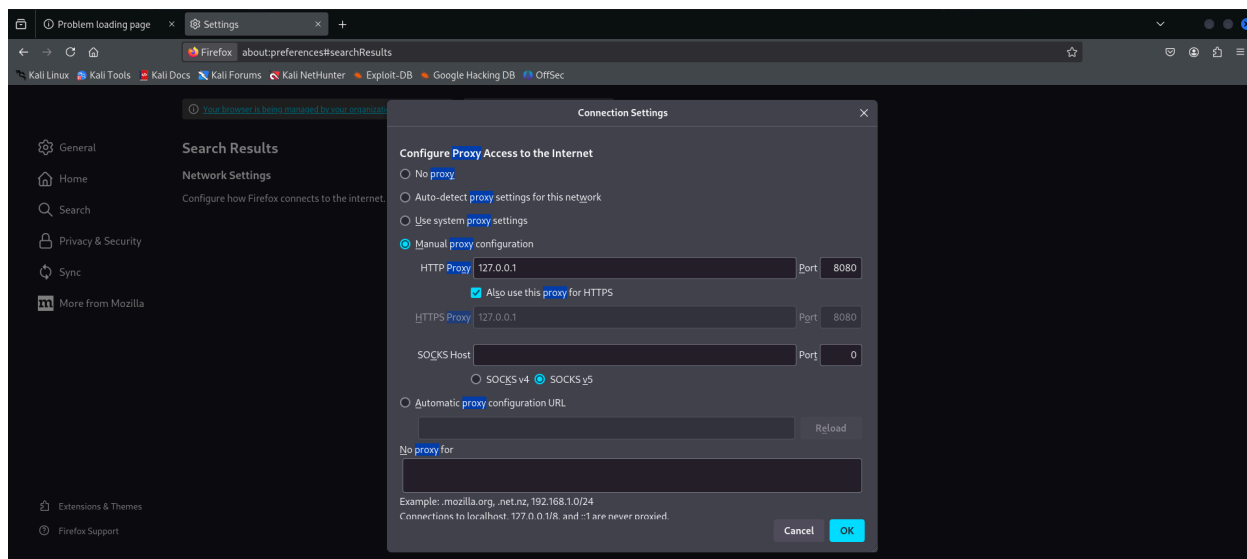 Problem loading page
Settings
Firefox about:preferences#searchResults
Kali Linux Kali Tools Kali Docs Kali Forums Kali NetHunter Exploit-DB Google Hacking DB OffSec
Your browser is being managed by your organizati
Connection Settings
General
Home
Search
Privacy & Security
Sync
More from Mozilla
Extensions & Themes
Firefox Support
Search Results
Network Settings
Configure how Firefox connects to the internet.
Configure Proxy Access to the Internet
No proxy
Auto-detect proxy settings for this network
Use system proxy settings
Manual proxy configuration
HTTP Proxy 127.0.0.1 Port 8080
Also use this proxy for HTTPS
HTTPS Proxy 127.0.0.1 Port 8080
SOCKS Host Port 0
SOCKS v4 SOCKS v5
Automatic proxy configuration URL
Reload
No proxy for
Example: .mozilla.org, .net.nz, 192.168.1.0/24
Connections to localhost, 127.0.0.1/8, and ::1 are never proxied.
Cancel OK